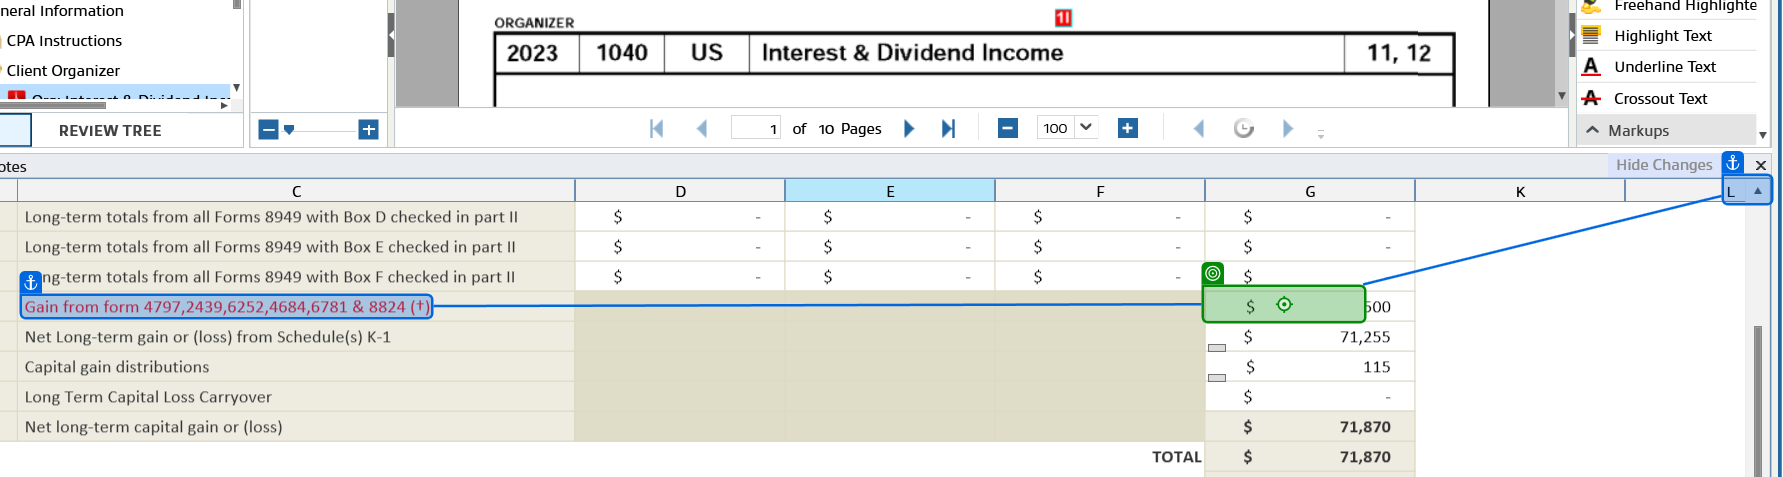 neral Information
CPA Instructions
Client Organizer
REVIEW TREE
ORGANIZER
2023 1040 US Interest & Dividend Income 11, 12
1 of 10 Pages 100
Freehand Highlighte
Highlight Text
Underline Text
Crossout Text
Markups
otes
Hide Changes
C D E F G K L
Long-term totals from all Forms 8949 with Box D checked in part II $ - $ - $ - $ -
Long-term totals from all Forms 8949 with Box E checked in part II $ - $ - $ - $ -
ng-term totals from all Forms 8949 with Box F checked in part II $ - $ - $ - $
Gain from form 4797,2439,6252,4684,6781 & 8824 (†) $ 500
Net Long-term gain or (loss) from Schedule(s) K-1 $ 71,255
Capital gain distributions $ 115
Long Term Capital Loss Carryover $ -
Net long-term capital gain or (loss) $ 71,870
TOTAL $ 71,870